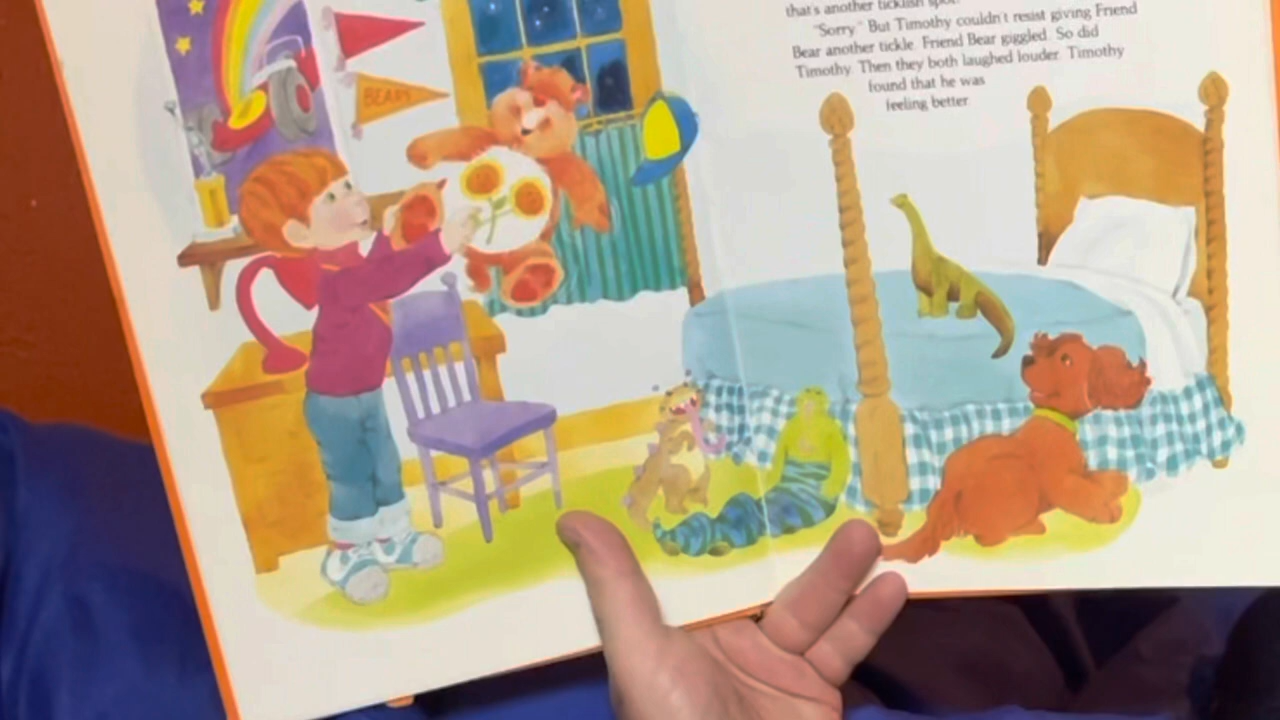 that's another ticklish spot."
"Sorry." But Timothy couldn't resist giving Friend
Bear another tickle. Friend Bear giggled. So did
Timothy. Then they both laughed louder. Timothy
found that he was
feeling better.
BEARS